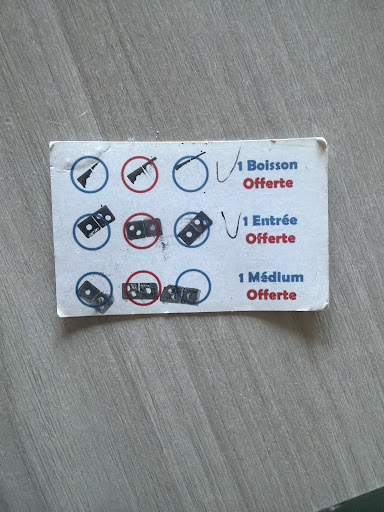 1 Boisson
Offerte
1 Entrée
Offerte
1 Médium
Offerte